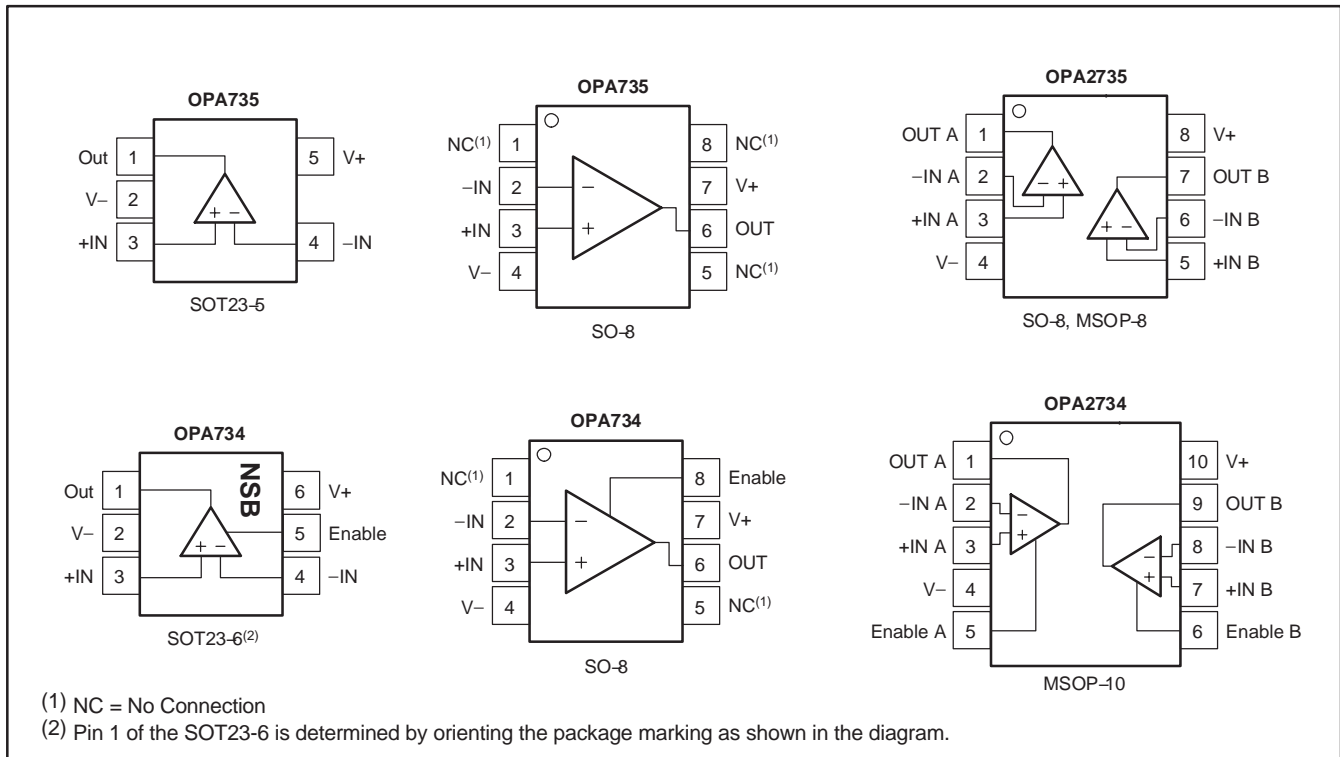 OPA735
Out 1
V− 2
+IN 3
5 V+
4 −IN
+ −
SOT23-5
OPA735
NC(1) 1
−IN 2
+IN 3
V− 4
8 NC(1)
7 V+
6 OUT
5 NC(1)
−
+
SO-8
OPA2735
OUT A 1
−IN A 2
+IN A 3
V− 4
8 V+
7 OUT B
6 −IN B
5 +IN B
− +
+ −
SO-8, MSOP-8
OPA734
Out 1
V− 2
+IN 3
6 V+
5 Enable
4 −IN
NSB
+ −
SOT23-6(2)
OPA734
NC(1) 1
−IN 2
+IN 3
V− 4
8 Enable
7 V+
6 OUT
5 NC(1)
−
+
SO-8
OPA2734
OUT A 1
−IN A 2
+IN A 3
V− 4
Enable A 5
10 V+
9 OUT B
8 −IN B
7 +IN B
6 Enable B
−
+
−
+
MSOP-10
(1) NC = No Connection
(2) Pin 1 of the SOT23-6 is determined by orienting the package marking as shown in the diagram.